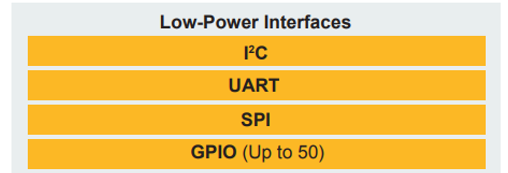 Low-Power Interfaces
I²C
UART
SPI
GPIO (Up to 50)